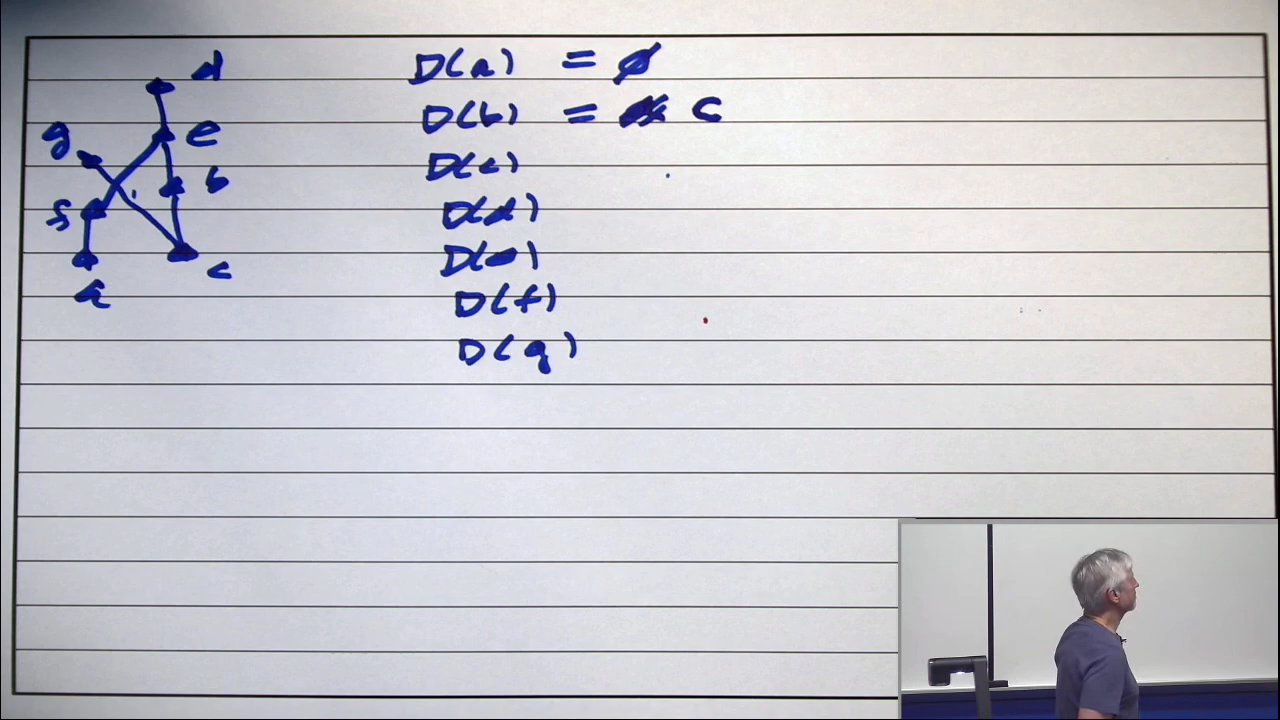 d
g
e
b
f
c
a
D(a) = ∅
D(b) = c
D(c)
D(d)
D(e)
D(f)
D(g)